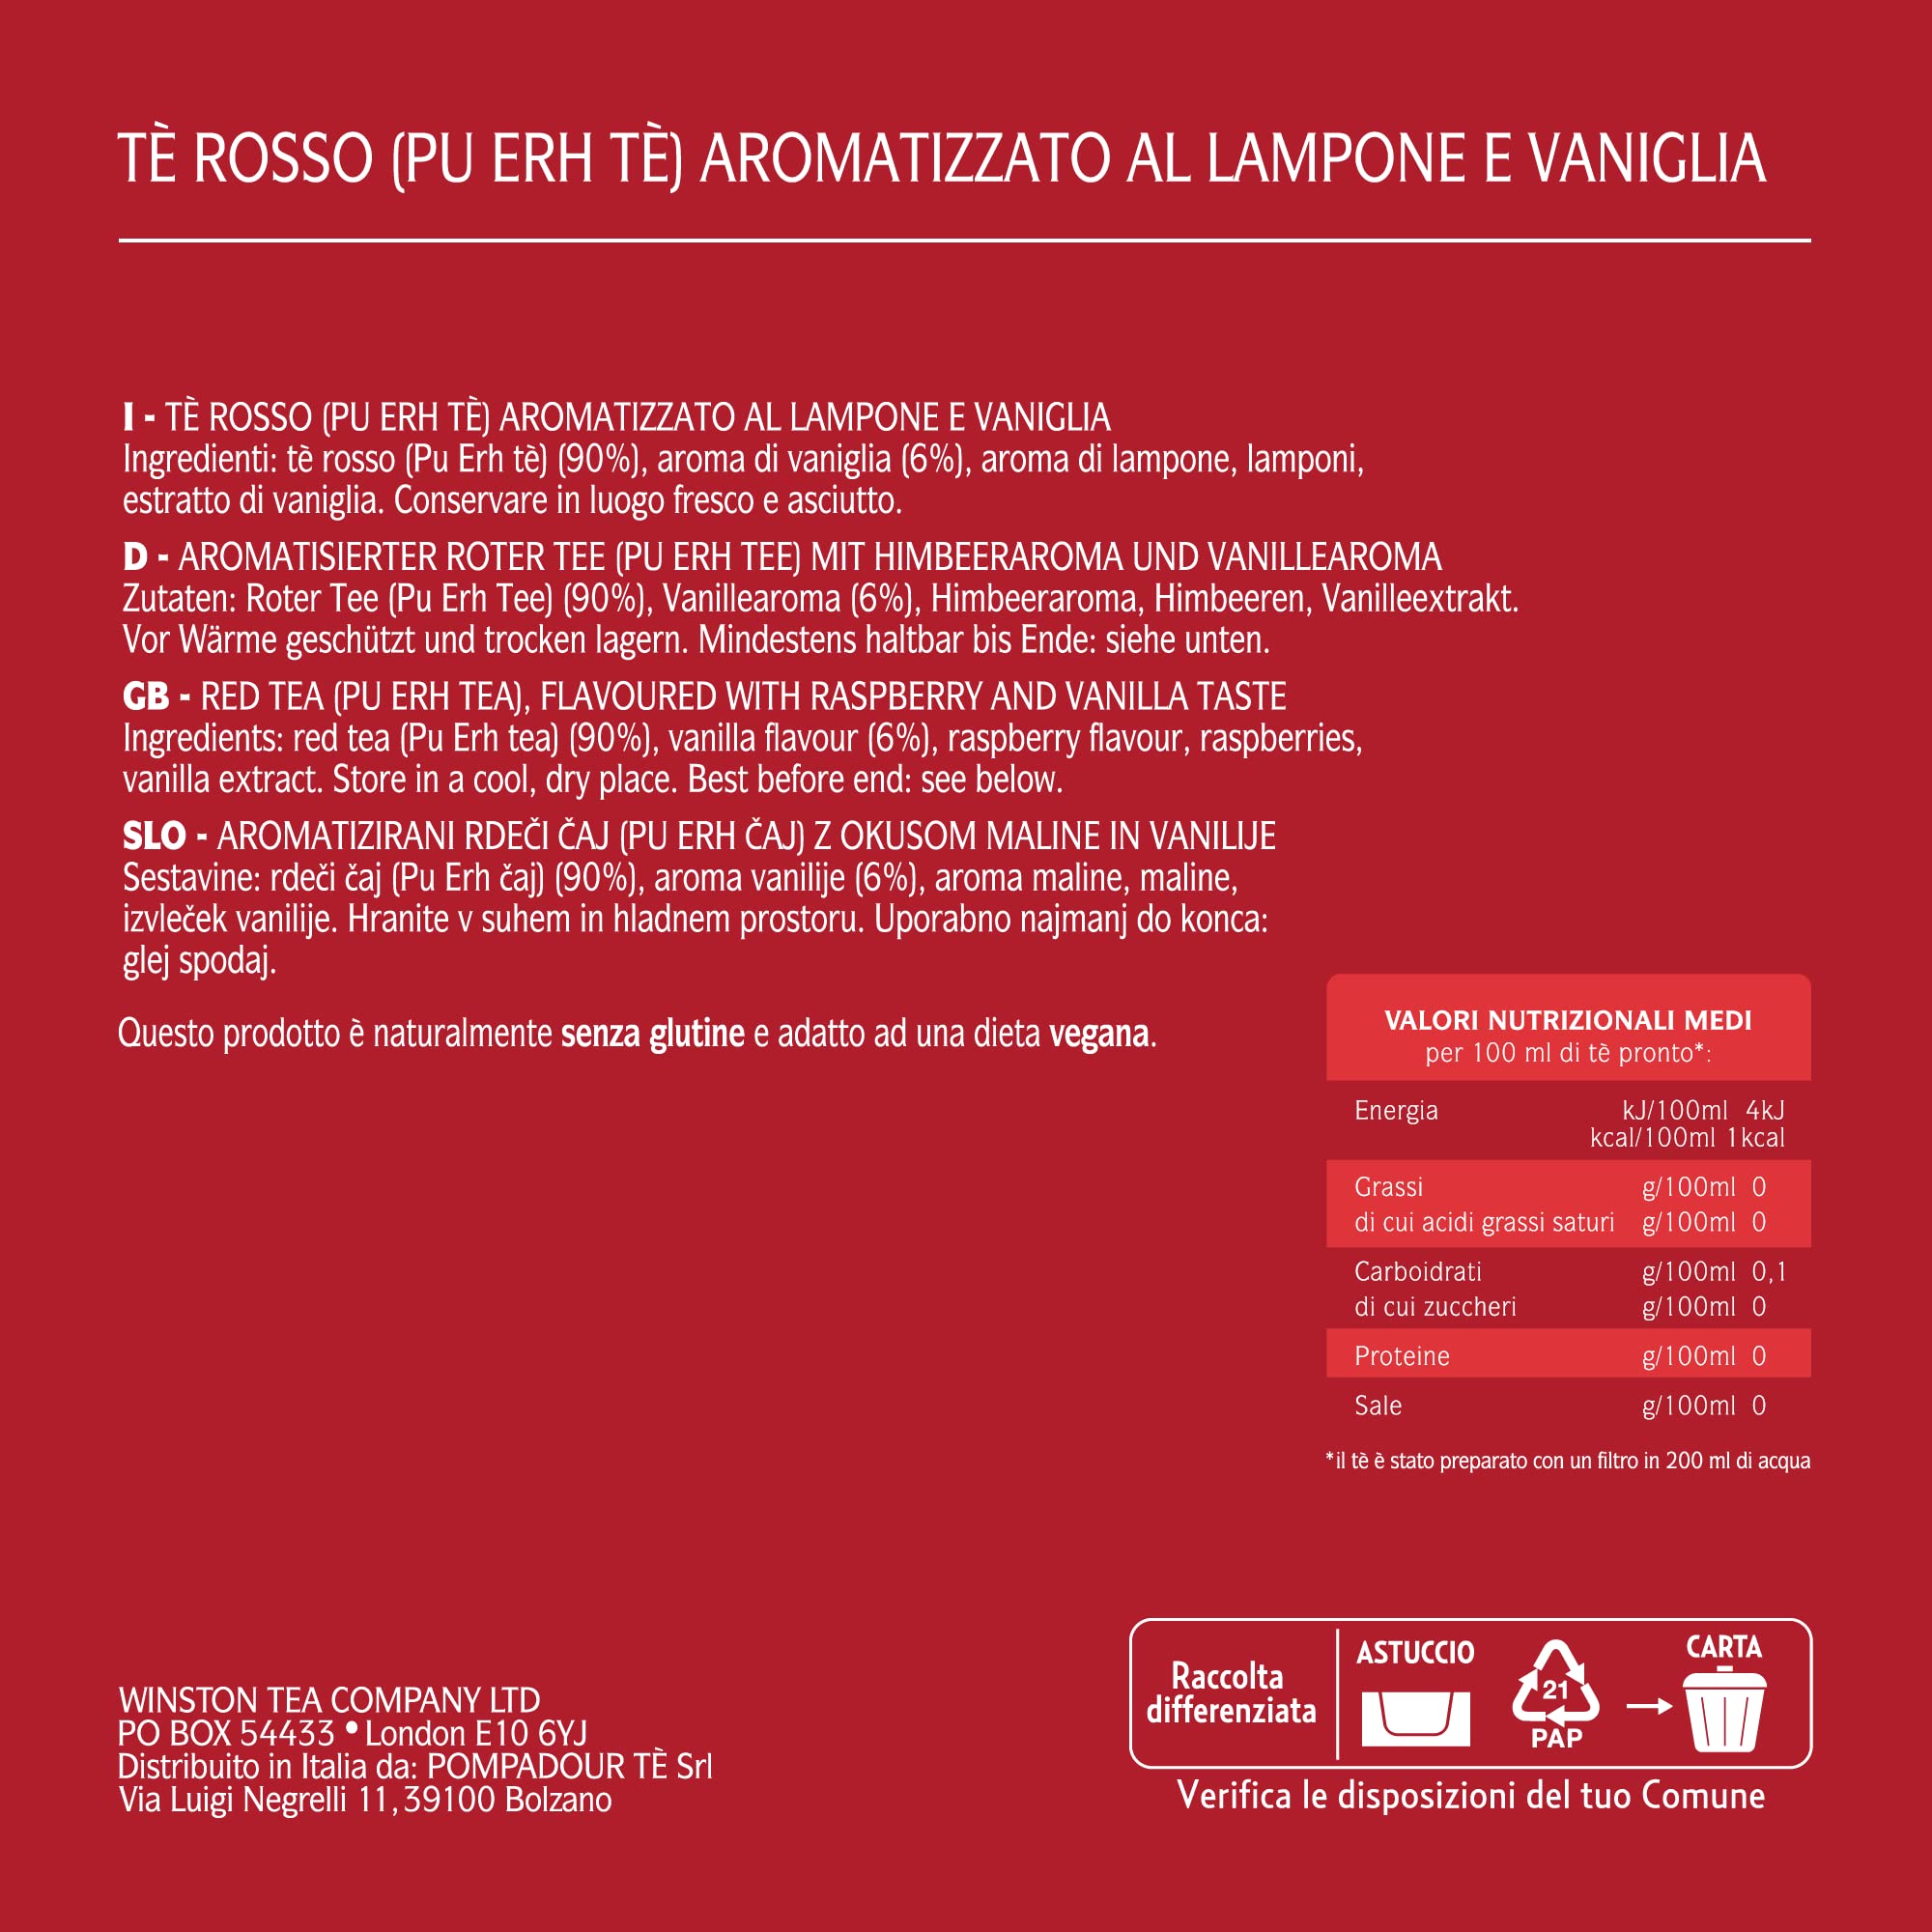 TÈ ROSSO (PU ERH TÈ) AROMATIZZATO AL LAMPONE E VANIGLIA
I - TÈ ROSSO (PU ERH TÈ) AROMATIZZATO AL LAMPONE E VANIGLIA
Ingredienti: tè rosso (Pu Erh tè) (90%), aroma di vaniglia (6%), aroma di lampone, lamponi,
estratto di vaniglia. Conservare in luogo fresco e asciutto.
D - AROMATISIERTER ROTER TEE (PU ERH TEE) MIT HIMBEERAROMA UND VANILLEAROMA
Zutaten: Roter Tee (Pu Erh Tee) (90%), Vanillearoma (6%), Himbeeraroma, Himbeeren, Vanilleextrakt.
Vor Wärme geschützt und trocken lagern. Mindestens haltbar bis Ende: siehe unten.
GB - RED TEA (PU ERH TEA), FLAVOURED WITH RASPBERRY AND VANILLA TASTE
Ingredients: red tea (Pu Erh tea) (90%), vanilla flavour (6%), raspberry flavour, raspberries,
vanilla extract. Store in a cool, dry place. Best before end: see below.
SLO - AROMATIZIRANI RDEČI ČAJ (PU ERH ČAJ) Z OKUSOM MALINE IN VANILIJE
Sestavine: rdeči čaj (Pu Erh čaj) (90%), aroma vanilije (6%), aroma maline, maline,
izvleček vanilije. Hranite v suhem in hladnem prostoru. Uporabno najmanj do konca:
glej spodaj.
Questo prodotto è naturalmente senza glutine e adatto ad una dieta vegana.
VALORI NUTRIZIONALI MEDI
per 100 ml di tè pronto*:
Energia kJ/100ml 4kJ
kcal/100ml 1kcal
Grassi g/100ml 0
di cui acidi grassi saturi g/100ml 0
Carboidrati g/100ml 0,1
di cui zuccheri g/100ml 0
Proteine g/100ml 0
Sale g/100ml 0
*il tè è stato preparato con un filtro in 200 ml di acqua
WINSTON TEA COMPANY LTD
PO BOX 54433 • London E10 6YJ
Distribuito in Italia da: POMPADOUR TÈ Srl
Via Luigi Negrelli 11, 39100 Bolzano
Raccolta
differenziata
ASTUCCIO
21
PAP
CARTA
Verifica le disposizioni del tuo Comune